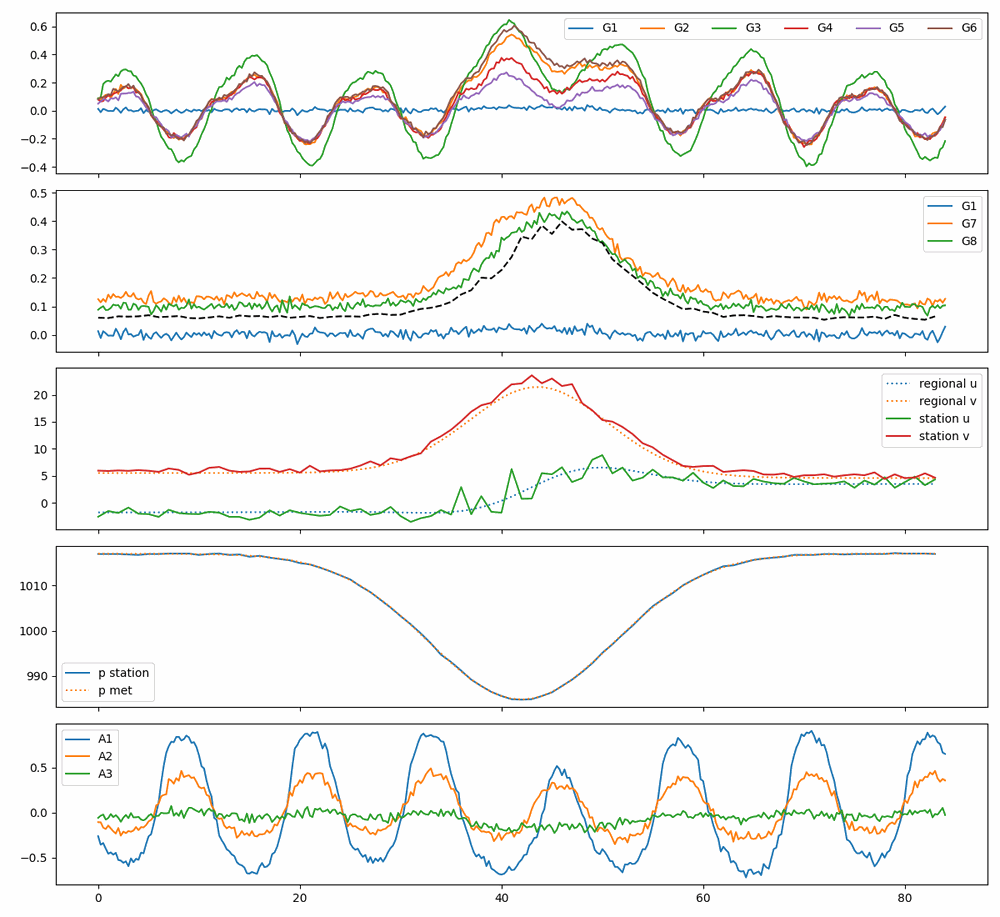 0.6
0.4
0.2
0.0
−0.2
−0.4
G1 G2 G3 G4 G5 G6
0.5
0.4
0.3
0.2
0.1
0.0
G1
G7
G8
20
15
10
5
0
regional u
regional v
station u
station v
1010
1000
990
p station
p met
0.5
0.0
−0.5
A1
A2
A3
0 20 40 60 80